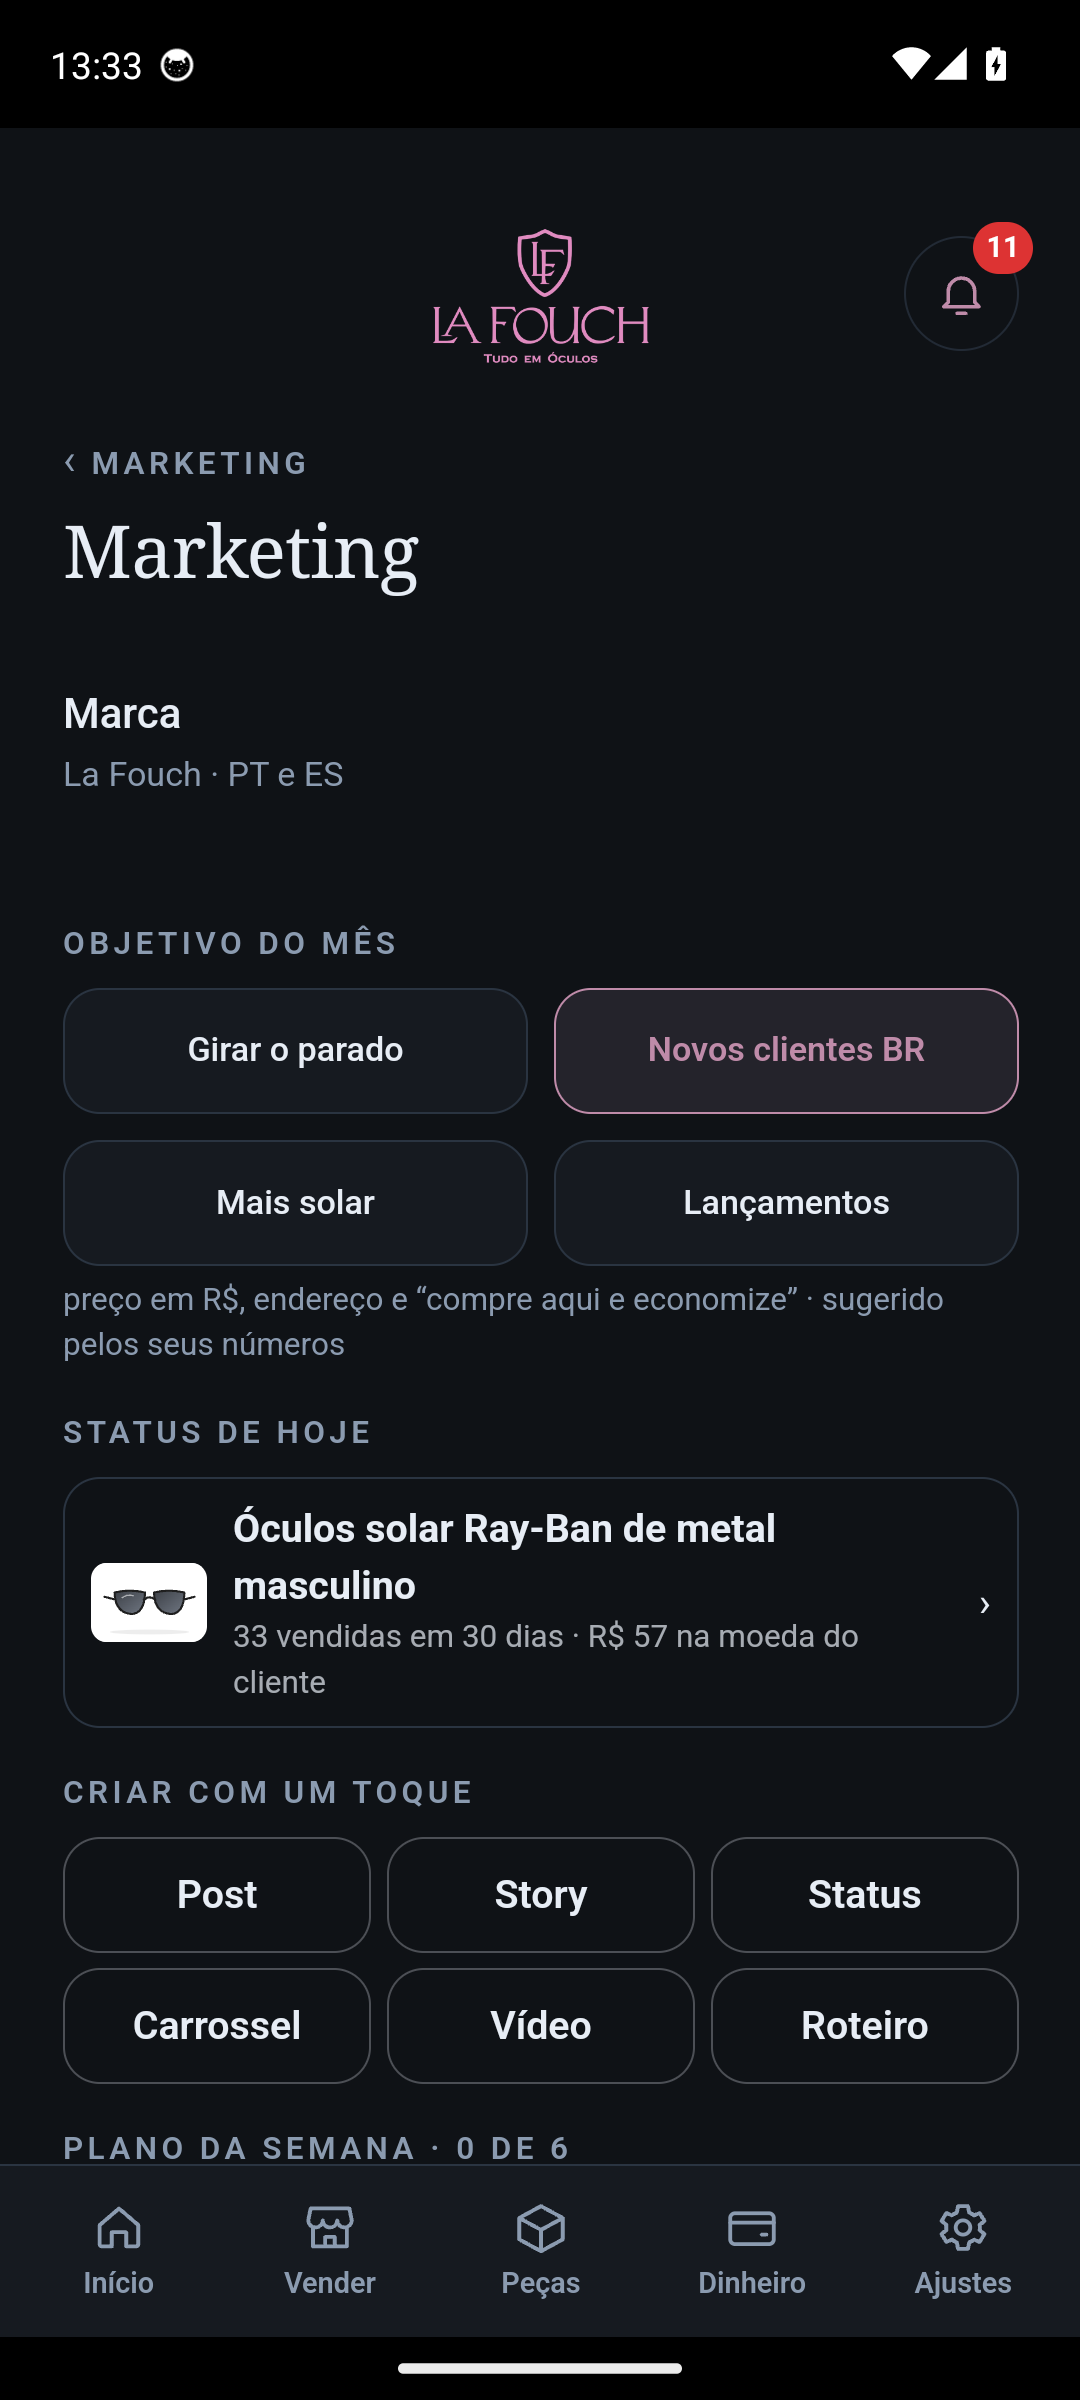 13:33
11
LF
LA FOUCH
TUDO EM ÓCULOS
‹ MARKETING
Marketing
Marca
La Fouch · PT e ES
OBJETIVO DO MÊS
Girar o parado
Novos clientes BR
Mais solar
Lançamentos
preço em R$, endereço e “compre aqui e economize” · sugerido
pelos seus números
STATUS DE HOJE
Óculos solar Ray-Ban de metal
masculino
33 vendidas em 30 dias · R$ 57 na moeda do
cliente
›
CRIAR COM UM TOQUE
Post
Story
Status
Carrossel
Vídeo
Roteiro
PLANO DA SEMANA · 0 DE 6
Início
Vender
Peças
Dinheiro
Ajustes